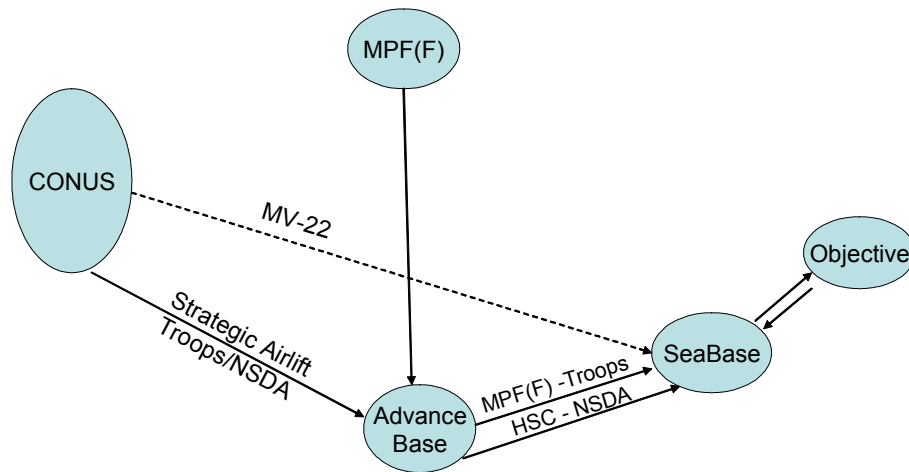 MPF(F)
CONUS
MV-22
Objective
Strategic Airlift
Troops/NSDA
SeaBase
MPF(F) -Troops
HSC - NSDA
Advance
Base